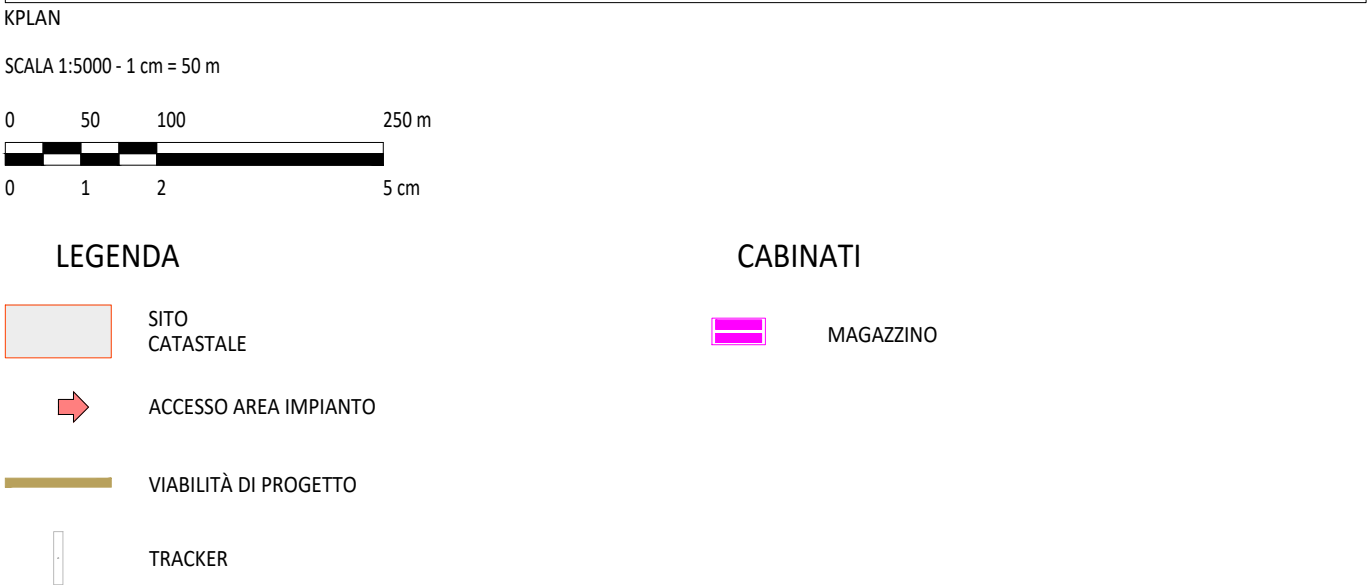 KPLAN
SCALA 1:5000 - 1 cm = 50 m
0 50 100 250 m
0 1 2 5 cm
LEGENDA
SITO
CATASTALE
ACCESSO AREA IMPIANTO
VIABILITÀ DI PROGETTO
TRACKER
CABINATI
MAGAZZINO